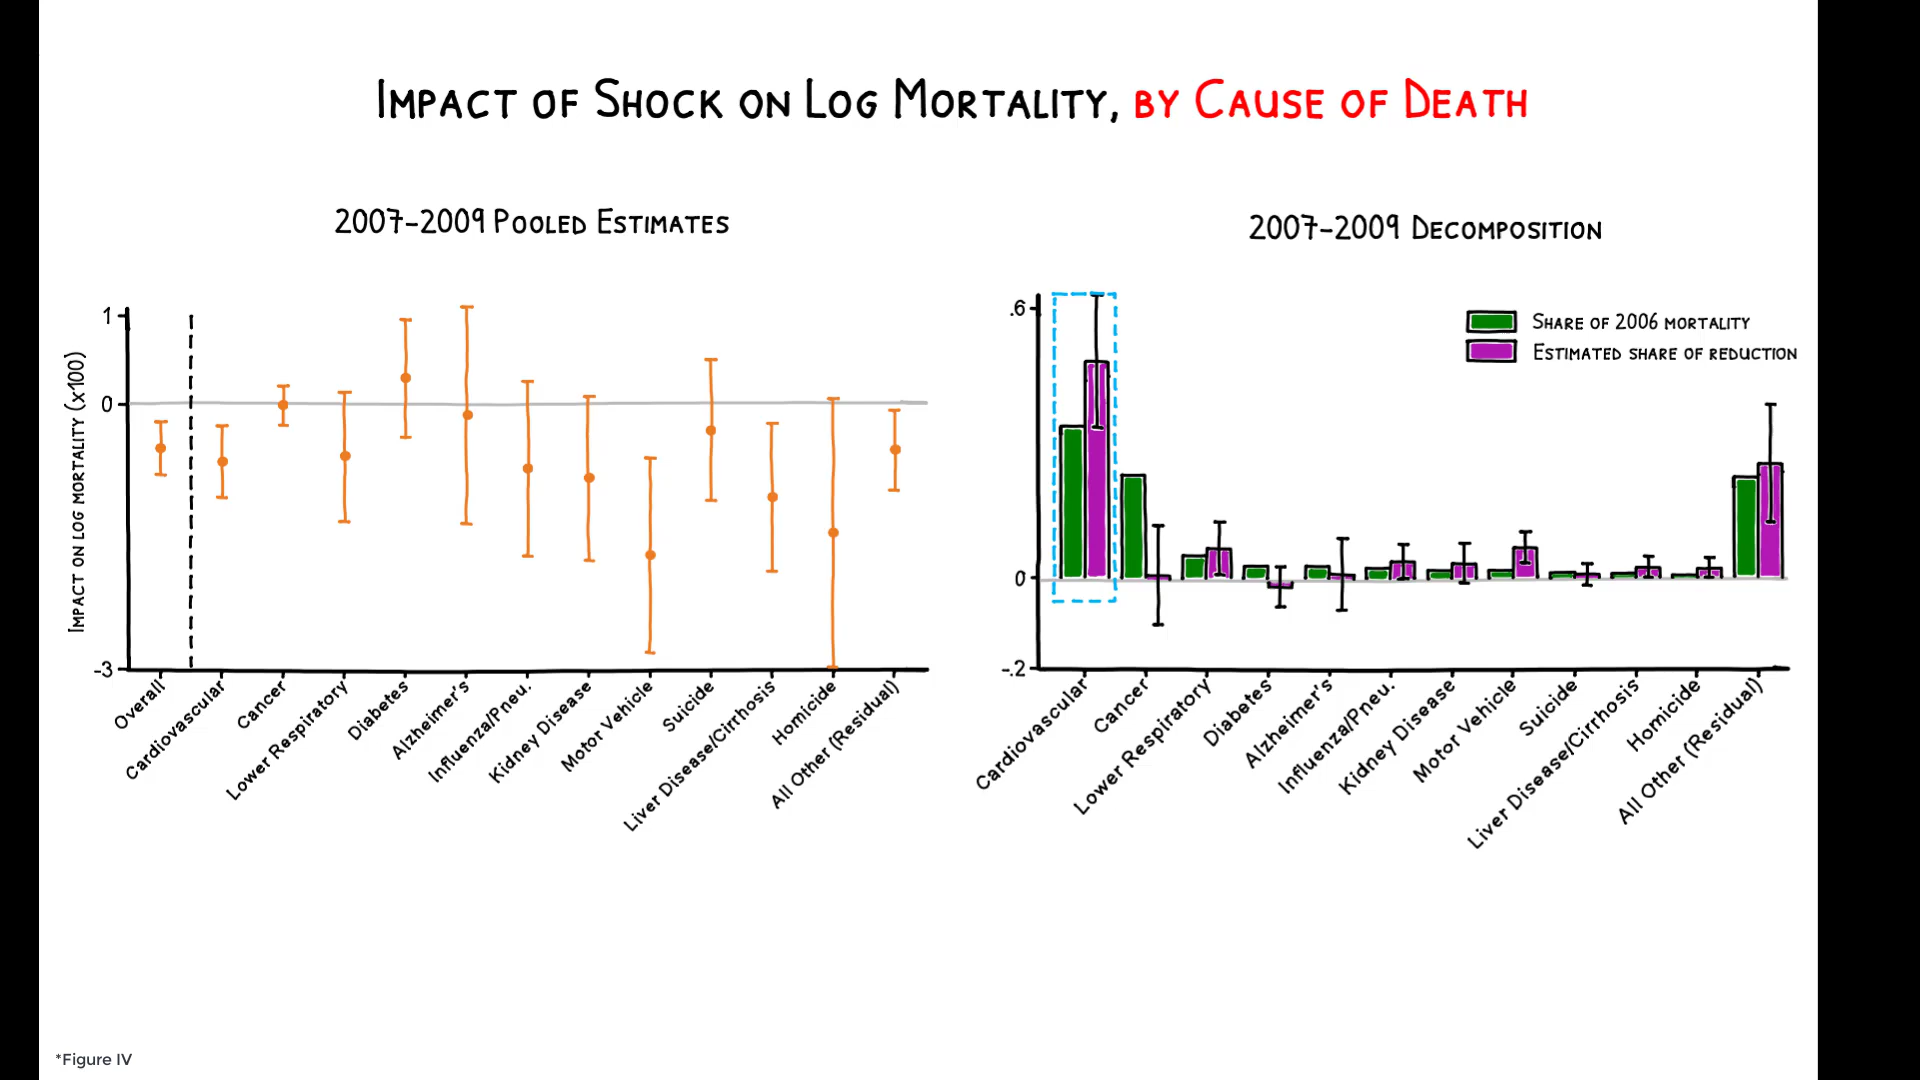 Impact of Shock on Log Mortality, by Cause of Death
2007-2009 Pooled Estimates
1
0
-3
Impact on log mortality (x100)
Overall
Cardiovascular
Cancer
Lower Respiratory
Diabetes
Alzheimer's
Influenza/Pneu.
Kidney Disease
Motor Vehicle
Suicide
Liver Disease/Cirrhosis
Homicide
All Other (Residual)
2007-2009 Decomposition
.6
0
-.2
Share of 2006 mortality
Estimated share of reduction
Cardiovascular
Cancer
Lower Respiratory
Diabetes
Alzheimer's
Influenza/Pneu.
Kidney Disease
Motor Vehicle
Suicide
Liver Disease/Cirrhosis
Homicide
All Other (Residual)
*Figure IV